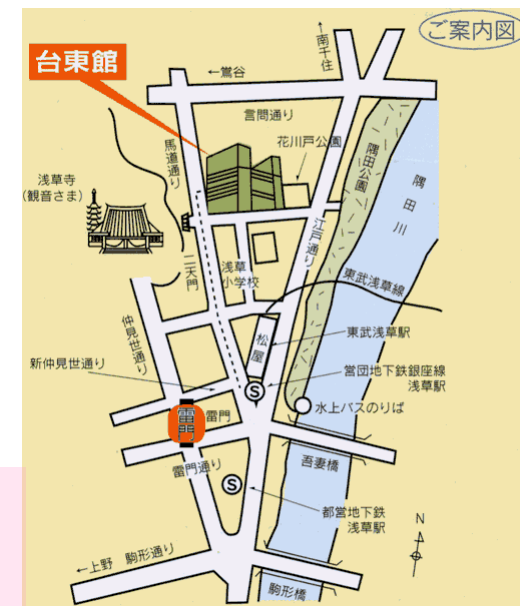 ご案内図
←南千住
台東館
←鶯谷
言問通り
花川戸公園
馬道通り
隅田公園
隅田川
浅草寺
(観音さま)
江戸通り
二天門
浅草
小学校
東武浅草線
仲見世通り
松屋
東武浅草駅
新仲見世通り
営団地下鉄銀座線
浅草駅
S
水上バスのりば
雷門
雷門
吾妻橋
雷門通り
S
都営地下鉄
浅草駅
N
←上野 駒形通り
駒形橋